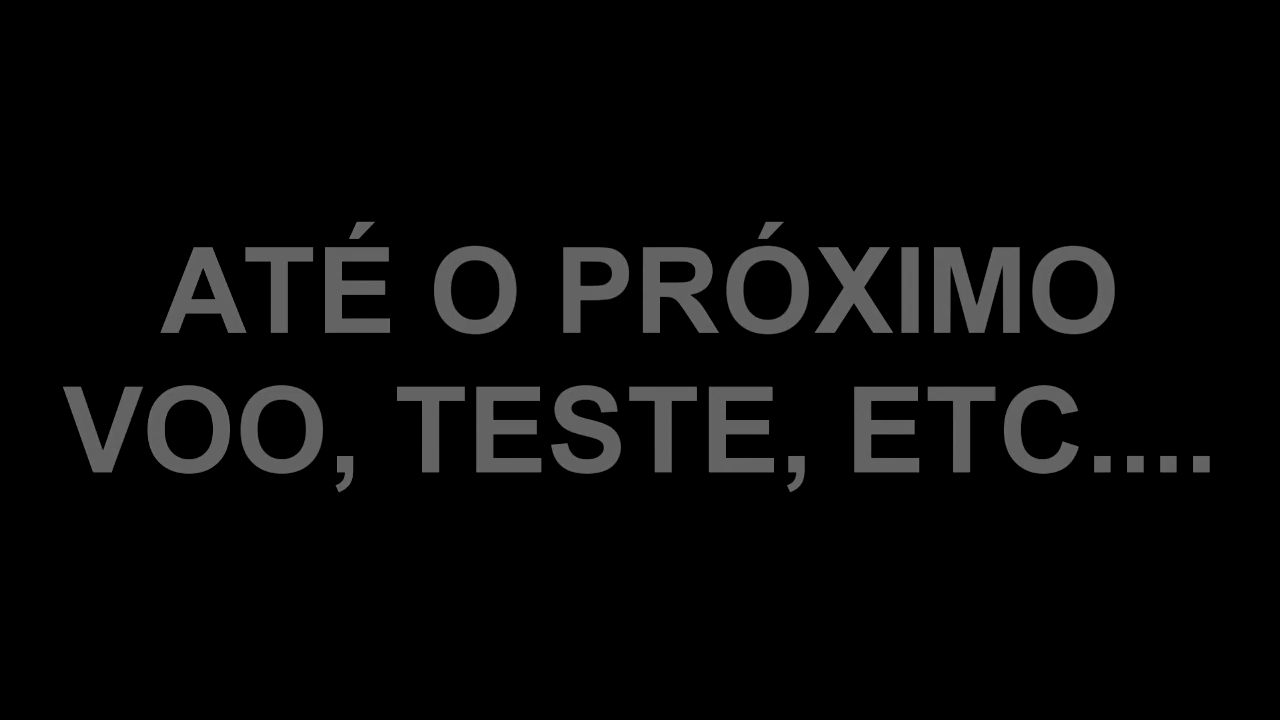 ATÉ O PRÓXIMO
VOO, TESTE, ETC....